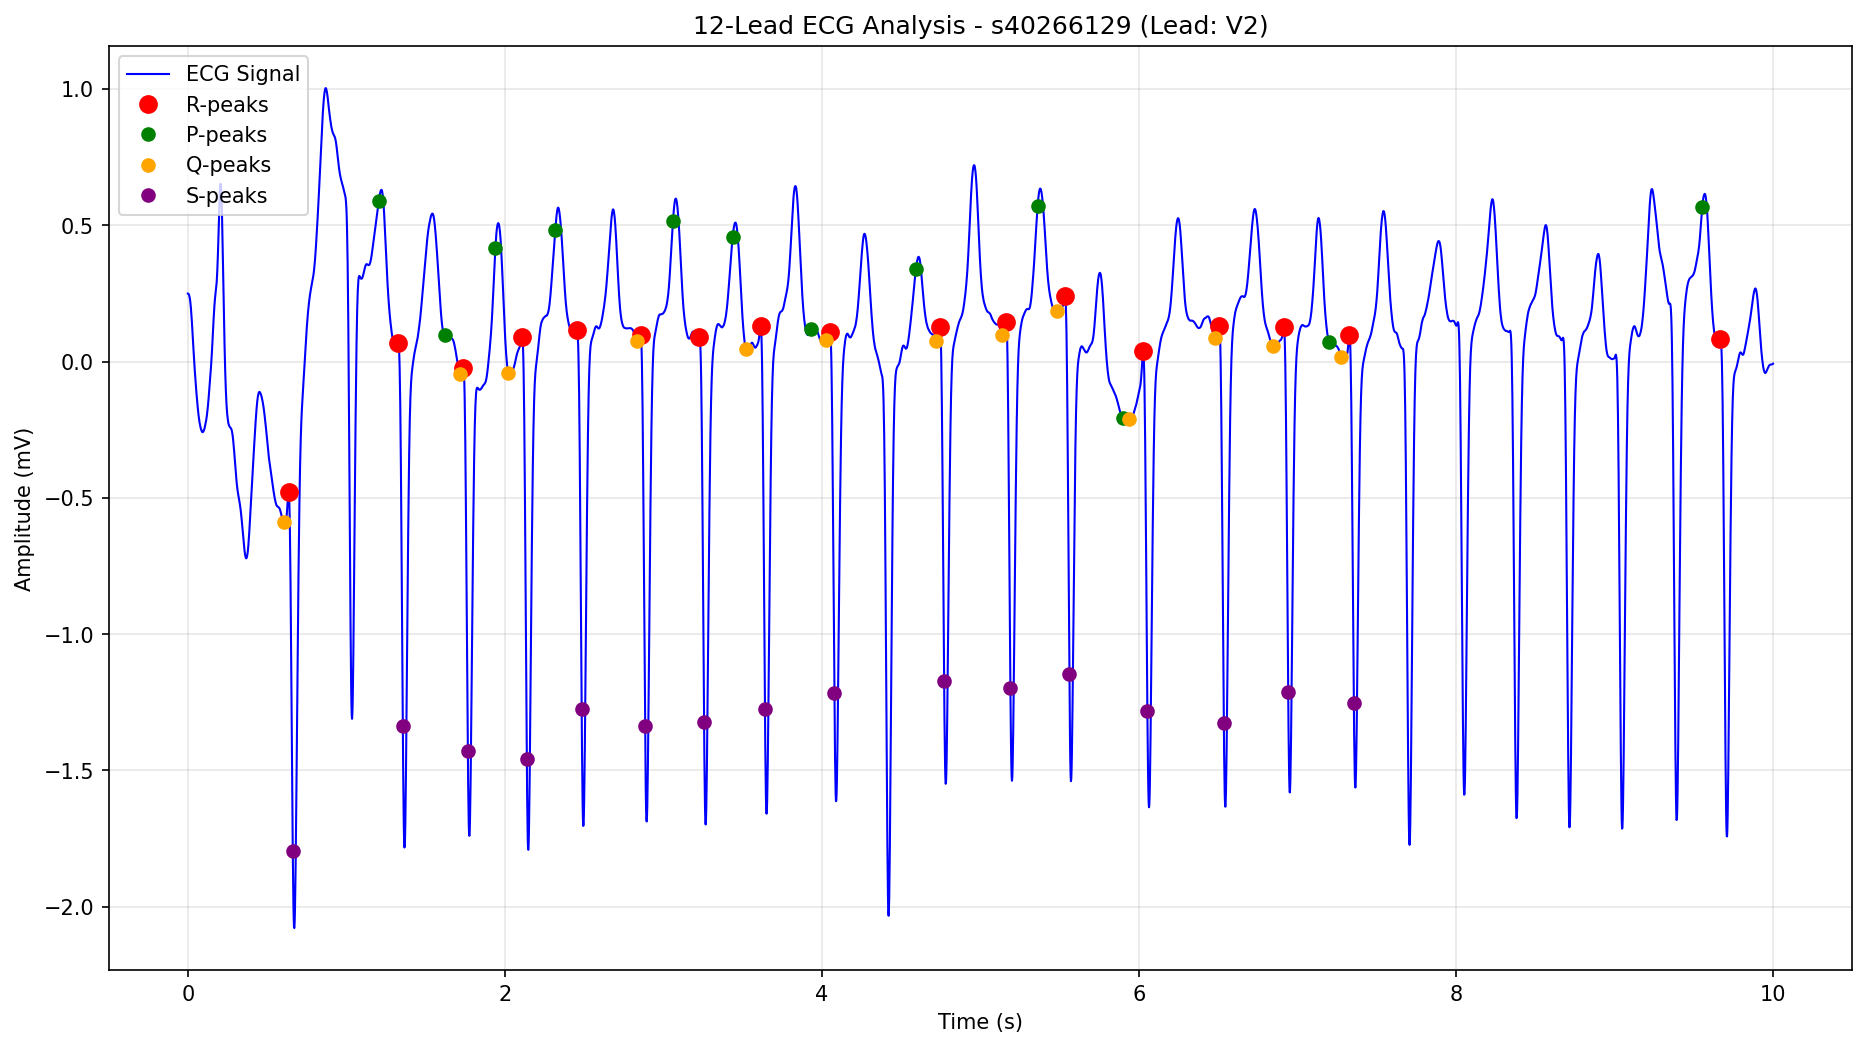 12-Lead ECG Analysis - s40266129 (Lead: V2)
ECG Signal
R-peaks
P-peaks
Q-peaks
S-peaks
1.0
0.5
0.0
−0.5
−1.0
−1.5
−2.0
Amplitude (mV)
0 2 4 6 8 10
Time (s)